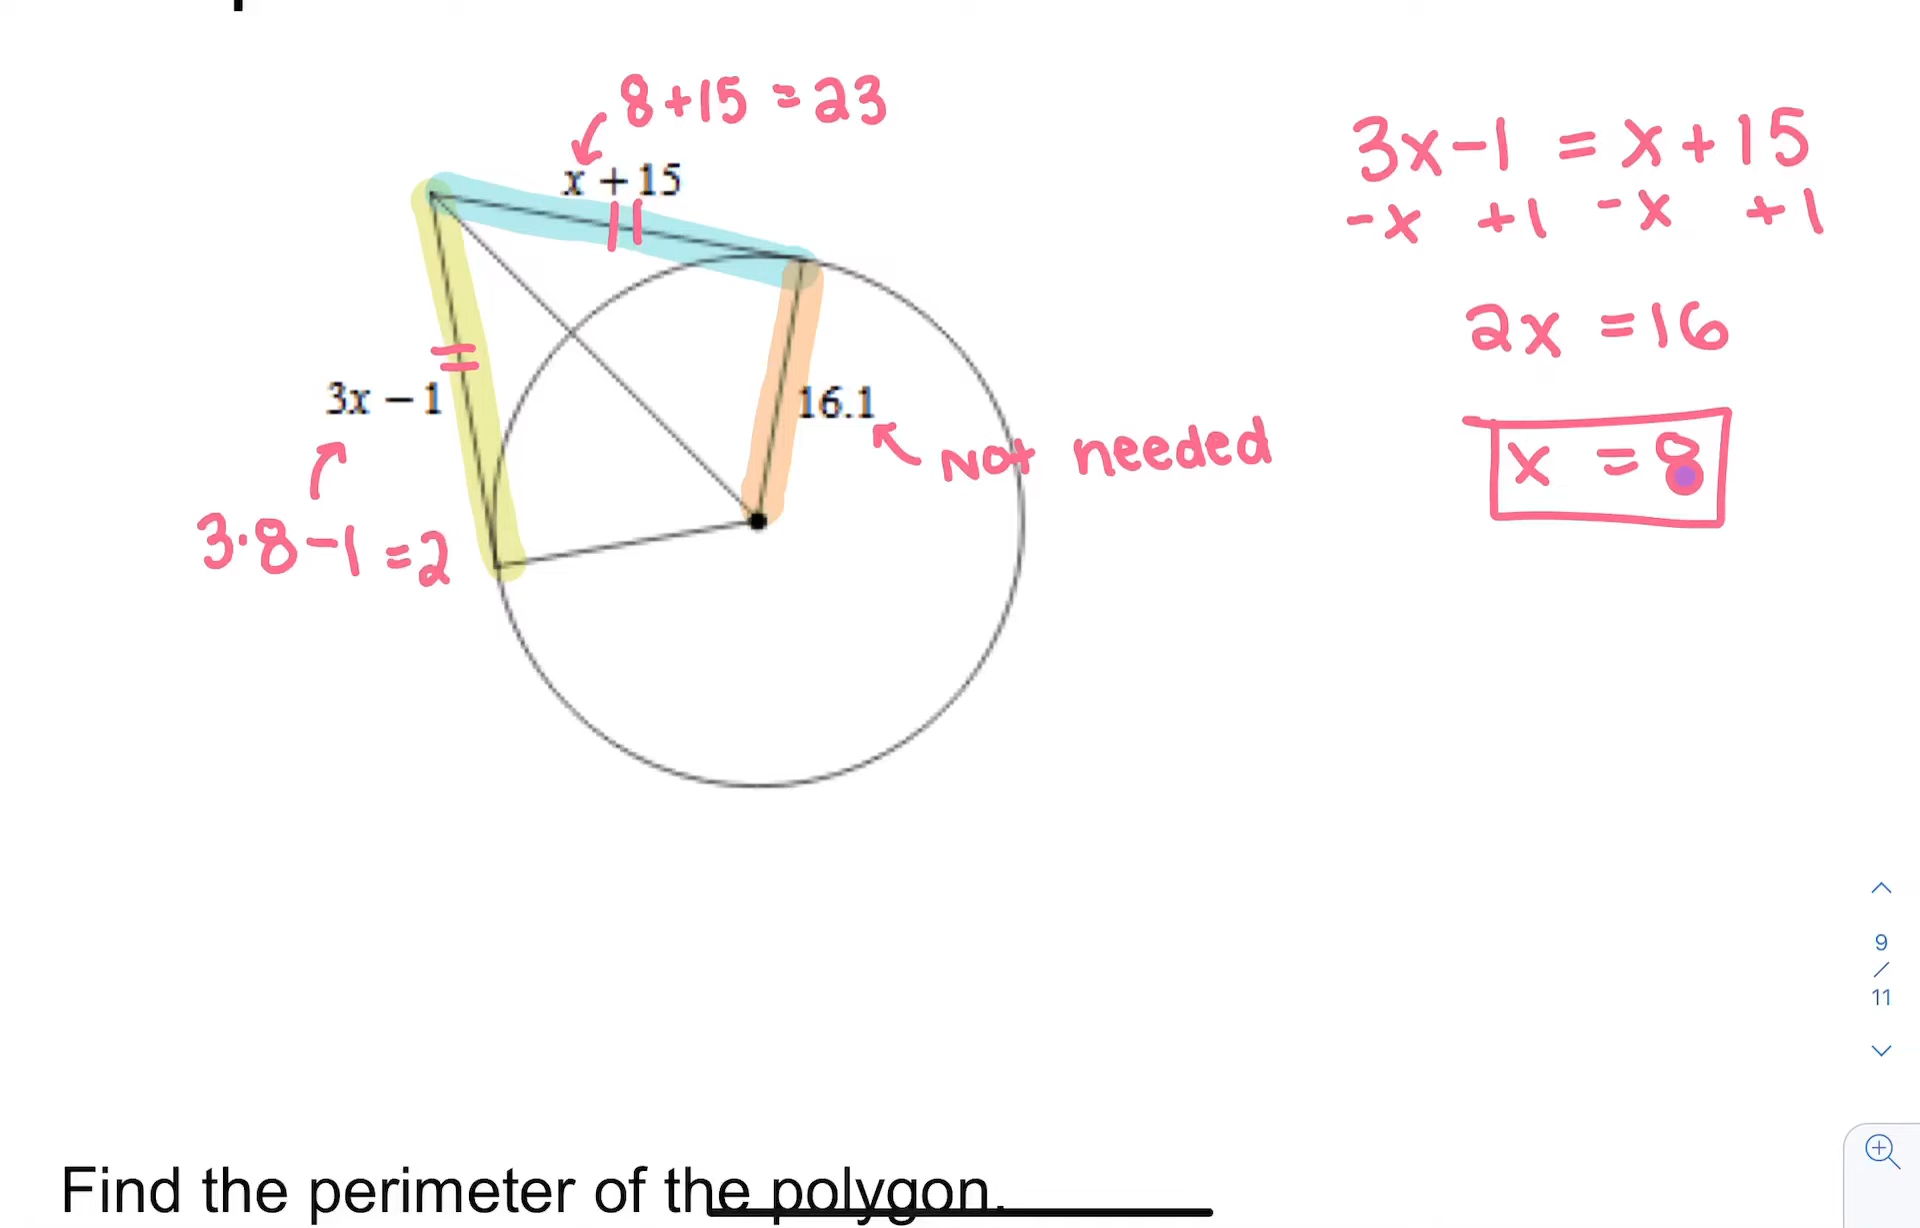 8+15 = 23
x + 15
3x-1 = x+15
-x +1 -x +1
2x = 16
3x − 1
16.1
Not needed
x = 8
3·8-1 = 2
9
/
11
Find the perimeter of the polygon.